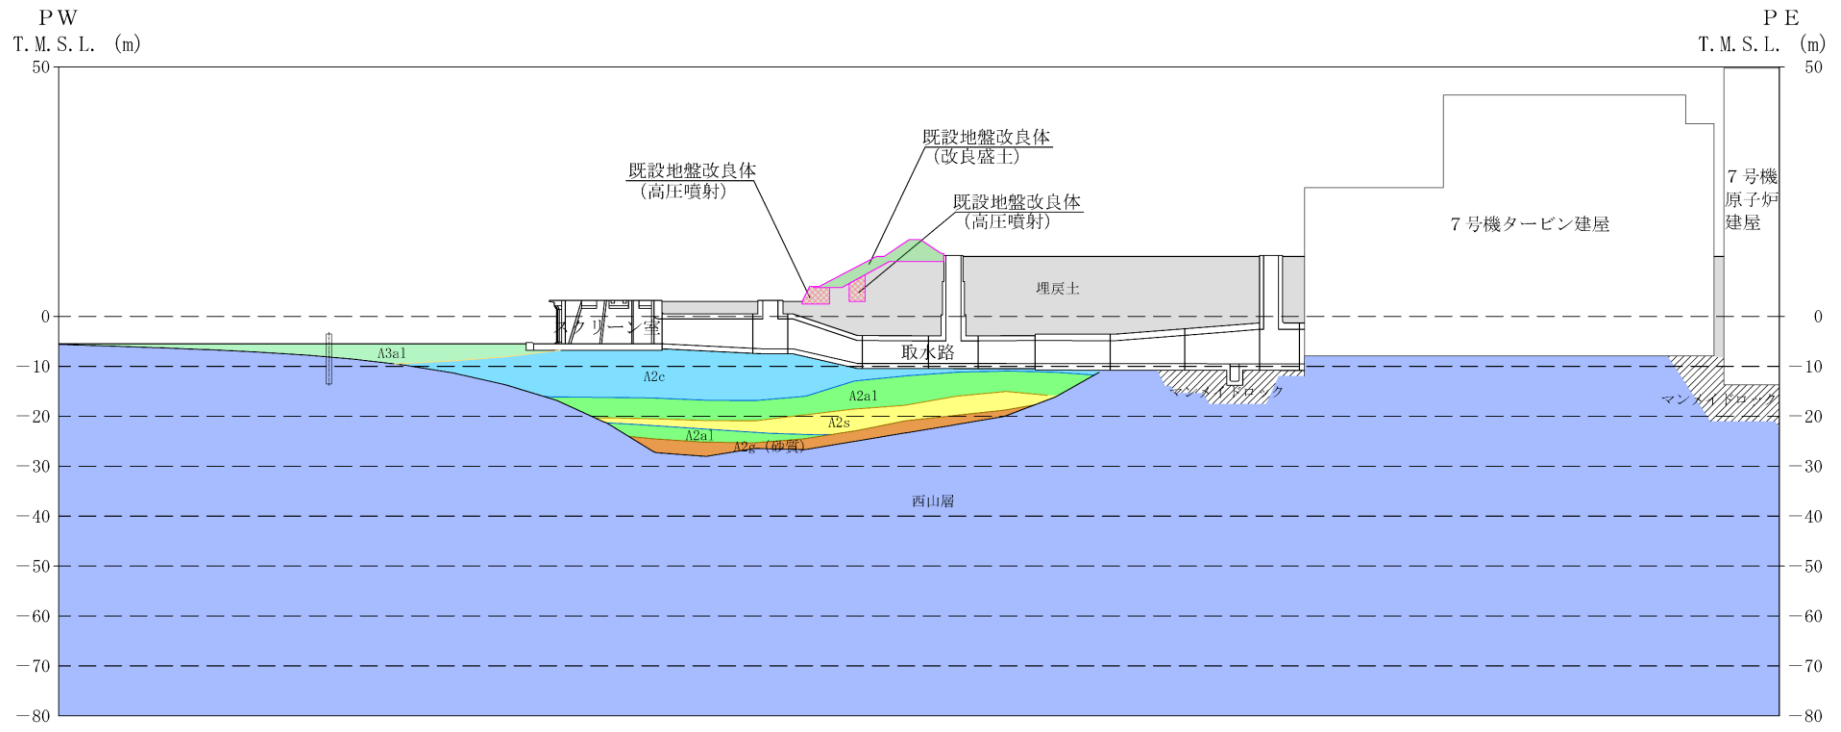 PW
PE
T.M.S.L. (m)
T.M.S.L. (m)
50
50
既設地盤改良体
(改良盛土)
既設地盤改良体
(高圧噴射)
既設地盤改良体
(高圧噴射)
7号機
原子炉
建屋
7号機タービン建屋
埋戻土
0
0
スクリーン室
取水路
A3al
-10
-10
A2c
マンメイドロック
マンメイドロック
A2al
-20
-20
A2s
A2al
A2g(砂質)
-30
-30
西山層
-40
-40
-50
-50
-60
-60
-70
-70
-80
-80